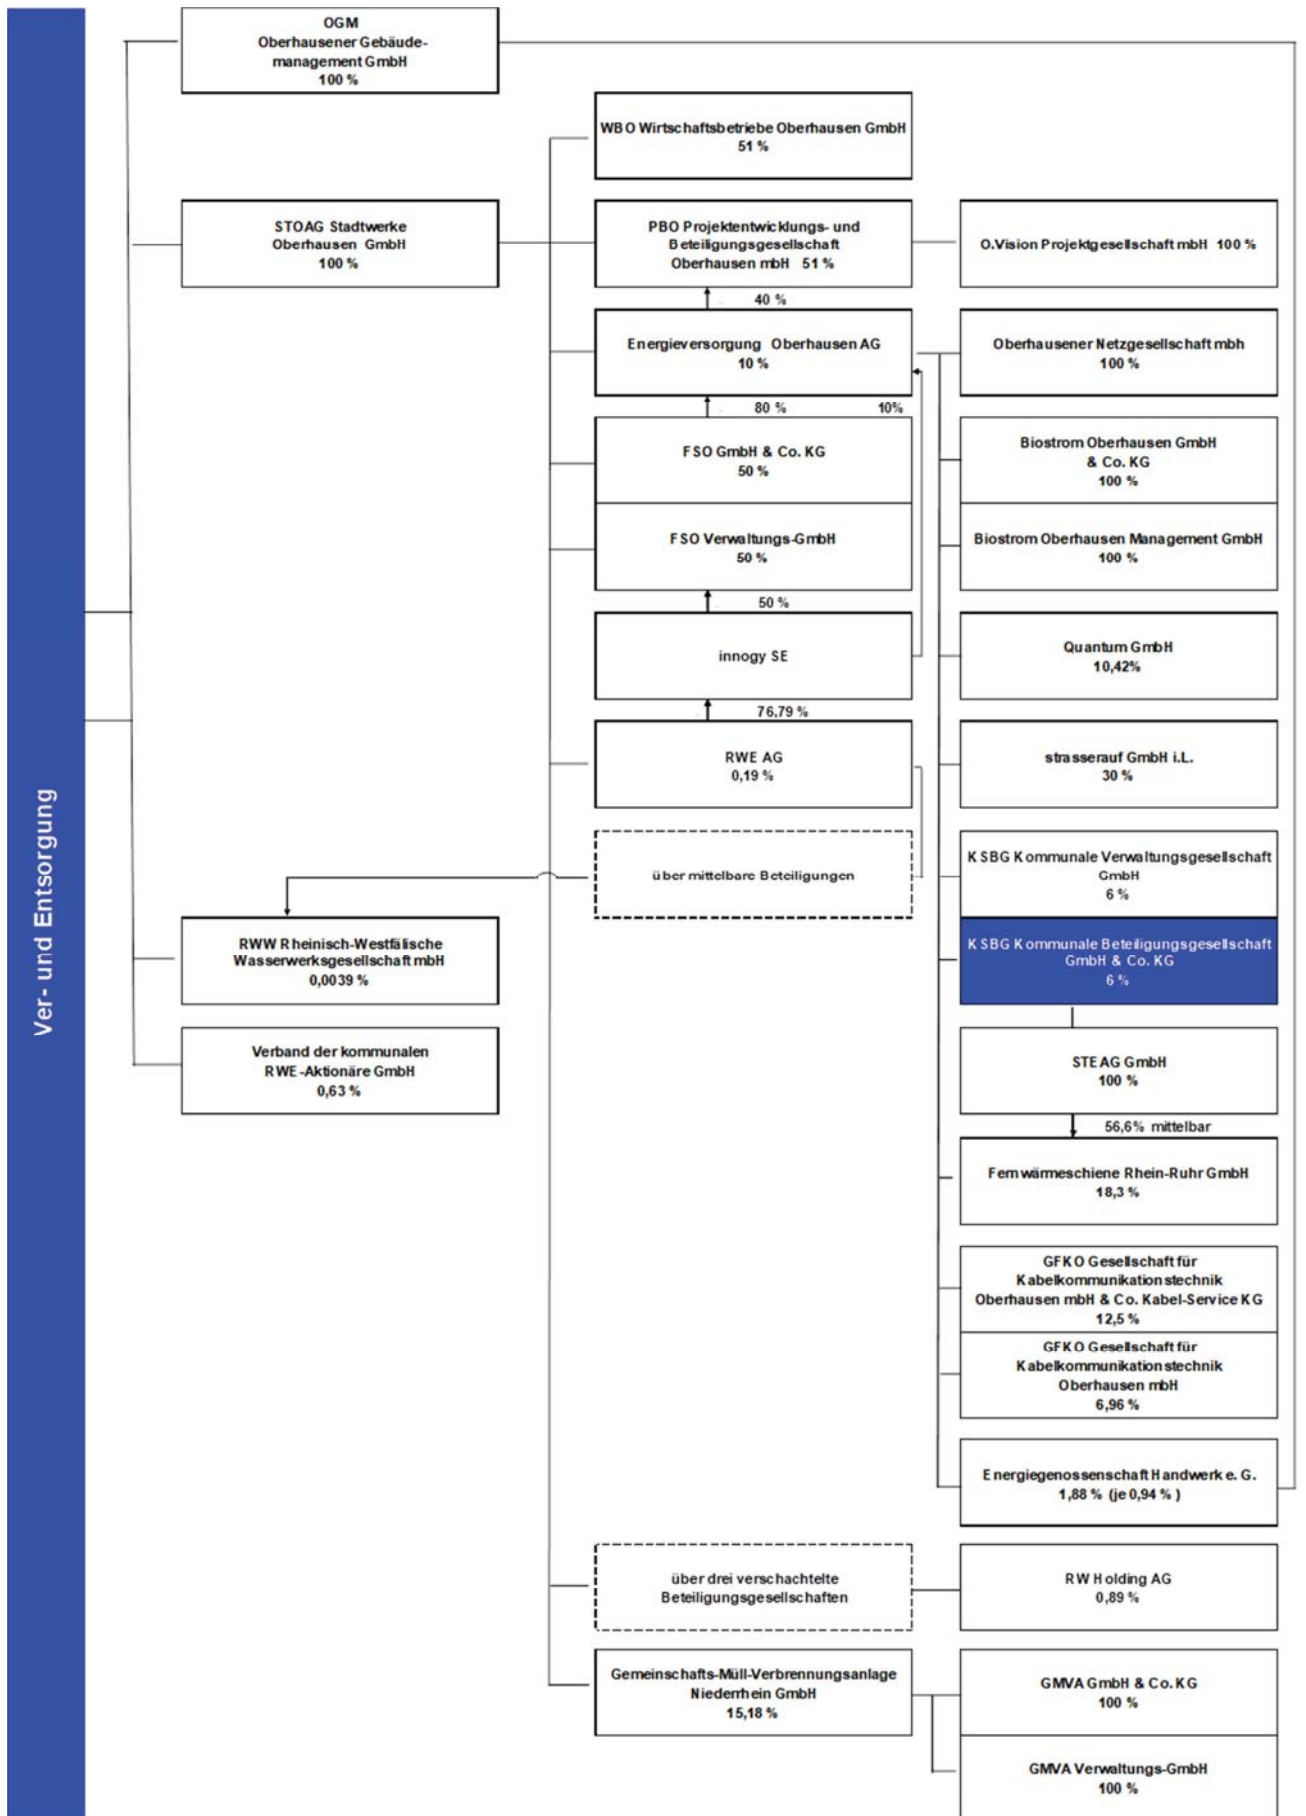 Ver- und Entsorgung
OGM
Oberhausener Gebäude-
management GmbH
100 %
WBO Wirtschaftsbetriebe Oberhausen GmbH
51 %
STOAG Stadtwerke
Oberhausen GmbH
100 %
PBO Projektentwicklungs- und
Beteiligungsgesellschaft
Oberhausen mbH 51 %
O.Vision Projektgesellschaft mbH 100 %
40 %
Energieversorgung Oberhausen AG
10 %
Oberhausener Netzgesellschaft mbh
100 %
80 %
10%
FSO GmbH & Co. KG
50 %
Biostrom Oberhausen GmbH
& Co. KG
100 %
FSO Verwaltungs-GmbH
50 %
Biostrom Oberhausen Management GmbH
100 %
50 %
innogy SE
Quantum GmbH
10,42%
76,79 %
RWE AG
0,19 %
strasserauf GmbH i.L.
30 %
über mittelbare Beteiligungen
KSBG Kommunale Verwaltungsgesellschaft
GmbH
6 %
RWW Rheinisch-Westfälische
Wasserwerksgesellschaft mbH
0,0039 %
KSBG Kommunale Beteiligungsgesellschaft
GmbH & Co. KG
6 %
Verband der kommunalen
RWE-Aktionäre GmbH
0,63 %
STEAG GmbH
100 %
56,6% mittelbar
Fernwärmeschiene Rhein-Ruhr GmbH
18,3 %
GFKO Gesellschaft für
Kabelkommunikationstechnik
Oberhausen mbH & Co. Kabel-Service KG
12,5 %
GFKO Gesellschaft für
Kabelkommunikationstechnik
Oberhausen mbH
6,96 %
Energiegenossenschaft Handwerk e. G.
1,88 % (je 0,94 % )
über drei verschachtelte
Beteiligungsgesellschaften
RW Holding AG
0,89 %
Gemeinschafts-Müll-Verbrennungsanlage
Niederrhein GmbH
15,18 %
GMVA GmbH & Co. KG
100 %
GMVA Verwaltungs-GmbH
100 %